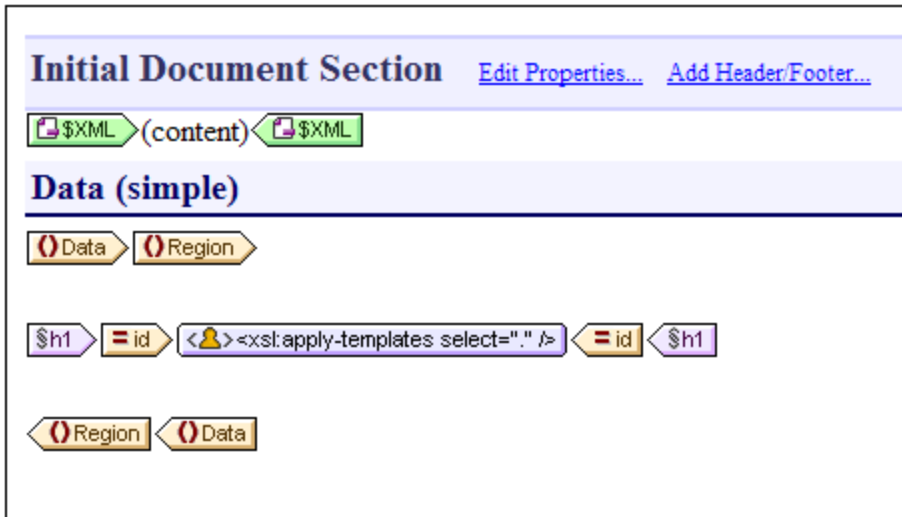 Initial Document Section Edit Properties... Add Header/Footer...
$XML (content) $XML
Data (simple)
()Data ()Region
§h1 =id <><xsl:apply-templates select="." /> =id §h1
()Region ()Data